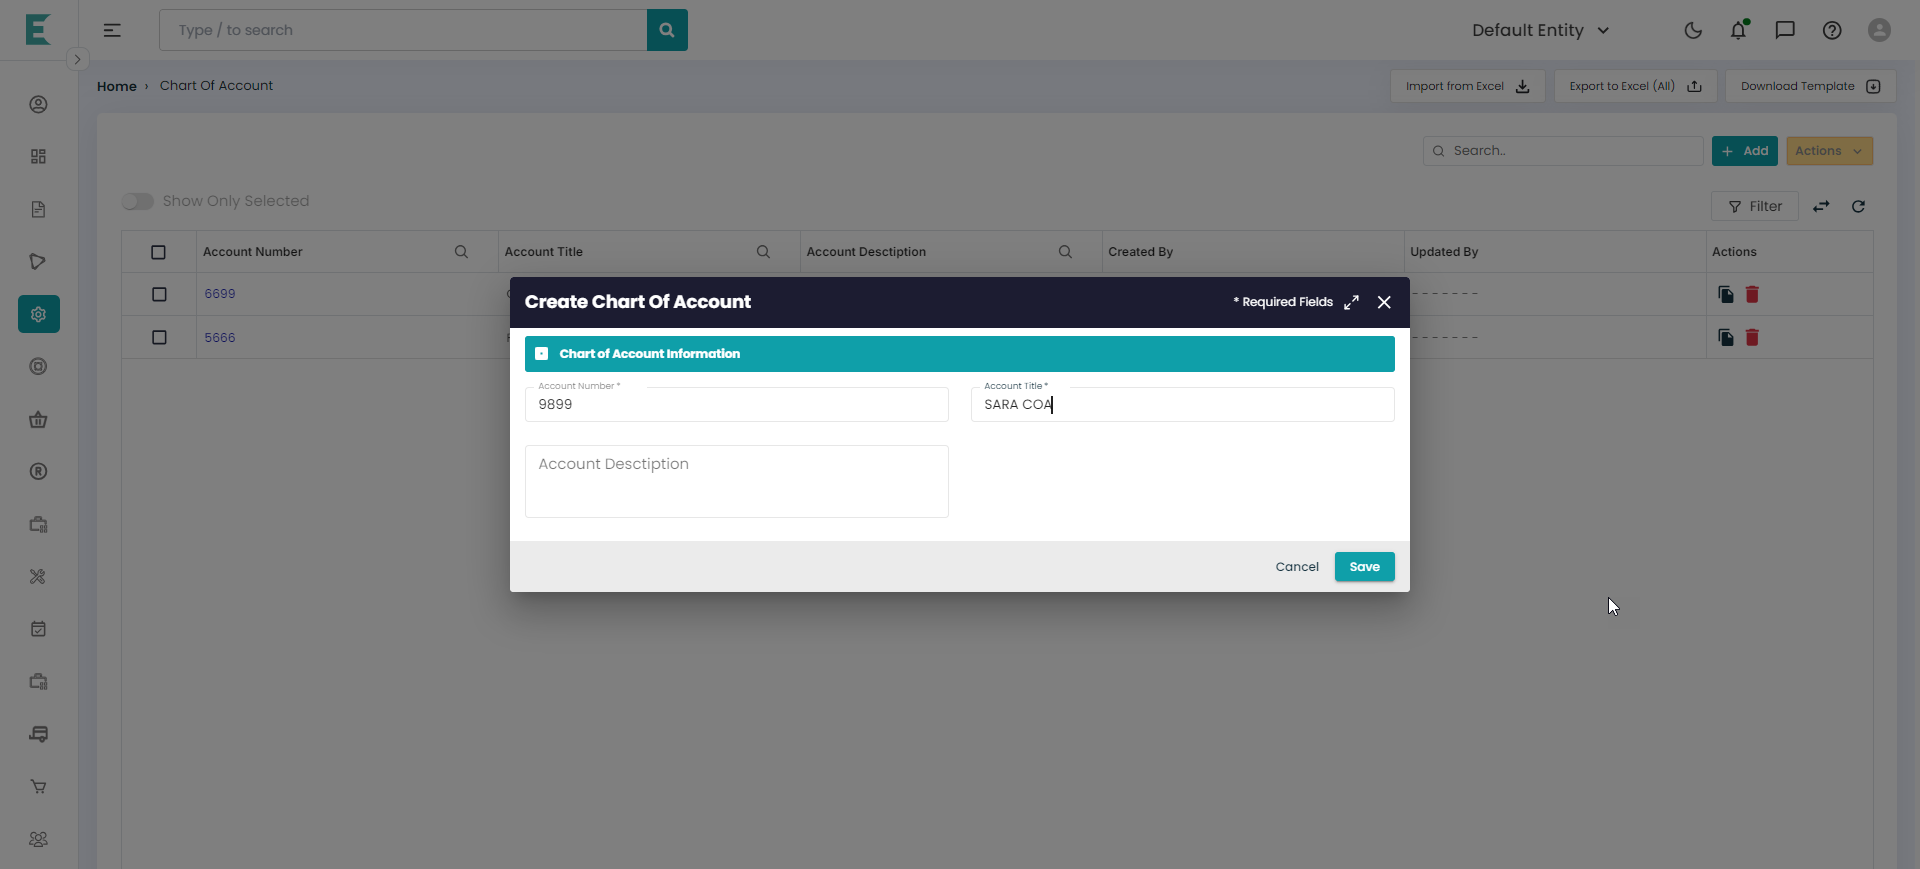 Type / to search
Default Entity
Home › Chart Of Account
Import from Excel
Export to Excel (All)
Download Template
Search..
+ Add
Actions
Show Only Selected
Filter
Account Number
Account Title
Account Desctiption
Created By
Updated By
Actions
6699
-------
5666
-------
Create Chart Of Account
* Required Fields
Chart of Account Information
Account Number *
9899
Account Title *
SARA COA
Account Desctiption
Cancel
Save